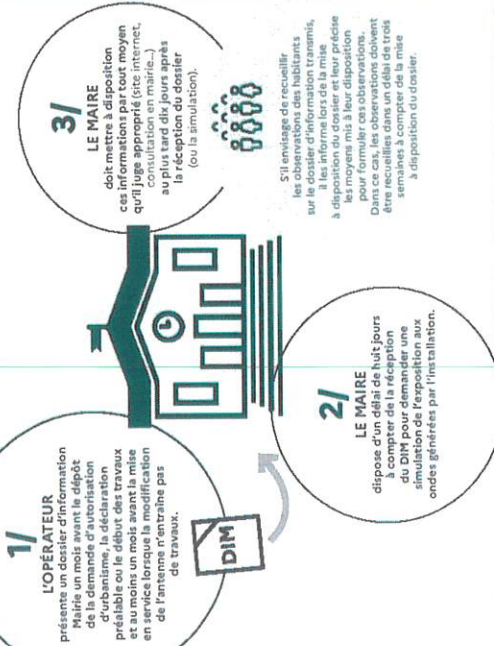 1/
L'OPÉRATEUR
présente un dossier d'information
Mairie un mois avant le dépôt
de la demande d'autorisation
d'urbanisme, la déclaration
préalable ou le début des travaux
et au moins un mois avant la mise
en service lorsque la modification
de l'antenne n'entraîne pas
de travaux.
DIM
2/
LE MAIRE
dispose d'un délai de huit jours
à compter de la réception
du DIM pour demander une
simulation de l'exposition aux
ondes générées par l'installation.
3/
LE MAIRE
doit mettre à disposition
ces informations par tout moyen
qu'il juge approprié (site internet,
consultation en mairie...)
au plus tard dix jours après
la réception du dossier
(ou la simulation).
S'il envisage de recueillir
les observations des habitants
sur le dossier d'information transmis,
il les informe lors de la mise
à disposition du dossier et leur précise
les moyens mis à leur disposition
pour formuler ces observations.
Dans ce cas, les observations doivent
être recueillies dans un délai de trois
semaines à compter de la mise
à disposition du dossier.